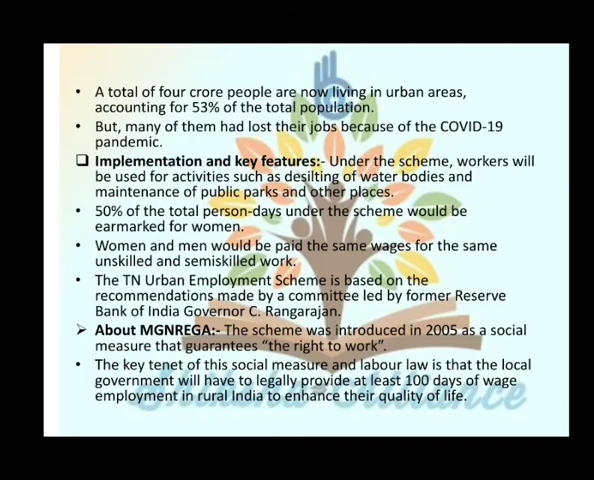 • A total of four crore people are now living in urban areas,
accounting for 53% of the total population.
• But, many of them had lost their jobs because of the COVID-19
pandemic.
❑ Implementation and key features:- Under the scheme, workers will
be used for activities such as desilting of water bodies and
maintenance of public parks and other places.
• 50% of the total person-days under the scheme would be
earmarked for women.
• Women and men would be paid the same wages for the same
unskilled and semiskilled work.
• The TN Urban Employment Scheme is based on the
recommendations made by a committee led by former Reserve
Bank of India Governor C. Rangarajan.
➢ About MGNREGA:- The scheme was introduced in 2005 as a social
measure that guarantees “the right to work”.
• The key tenet of this social measure and labour law is that the local
government will have to legally provide at least 100 days of wage
employment in rural India to enhance their quality of life.